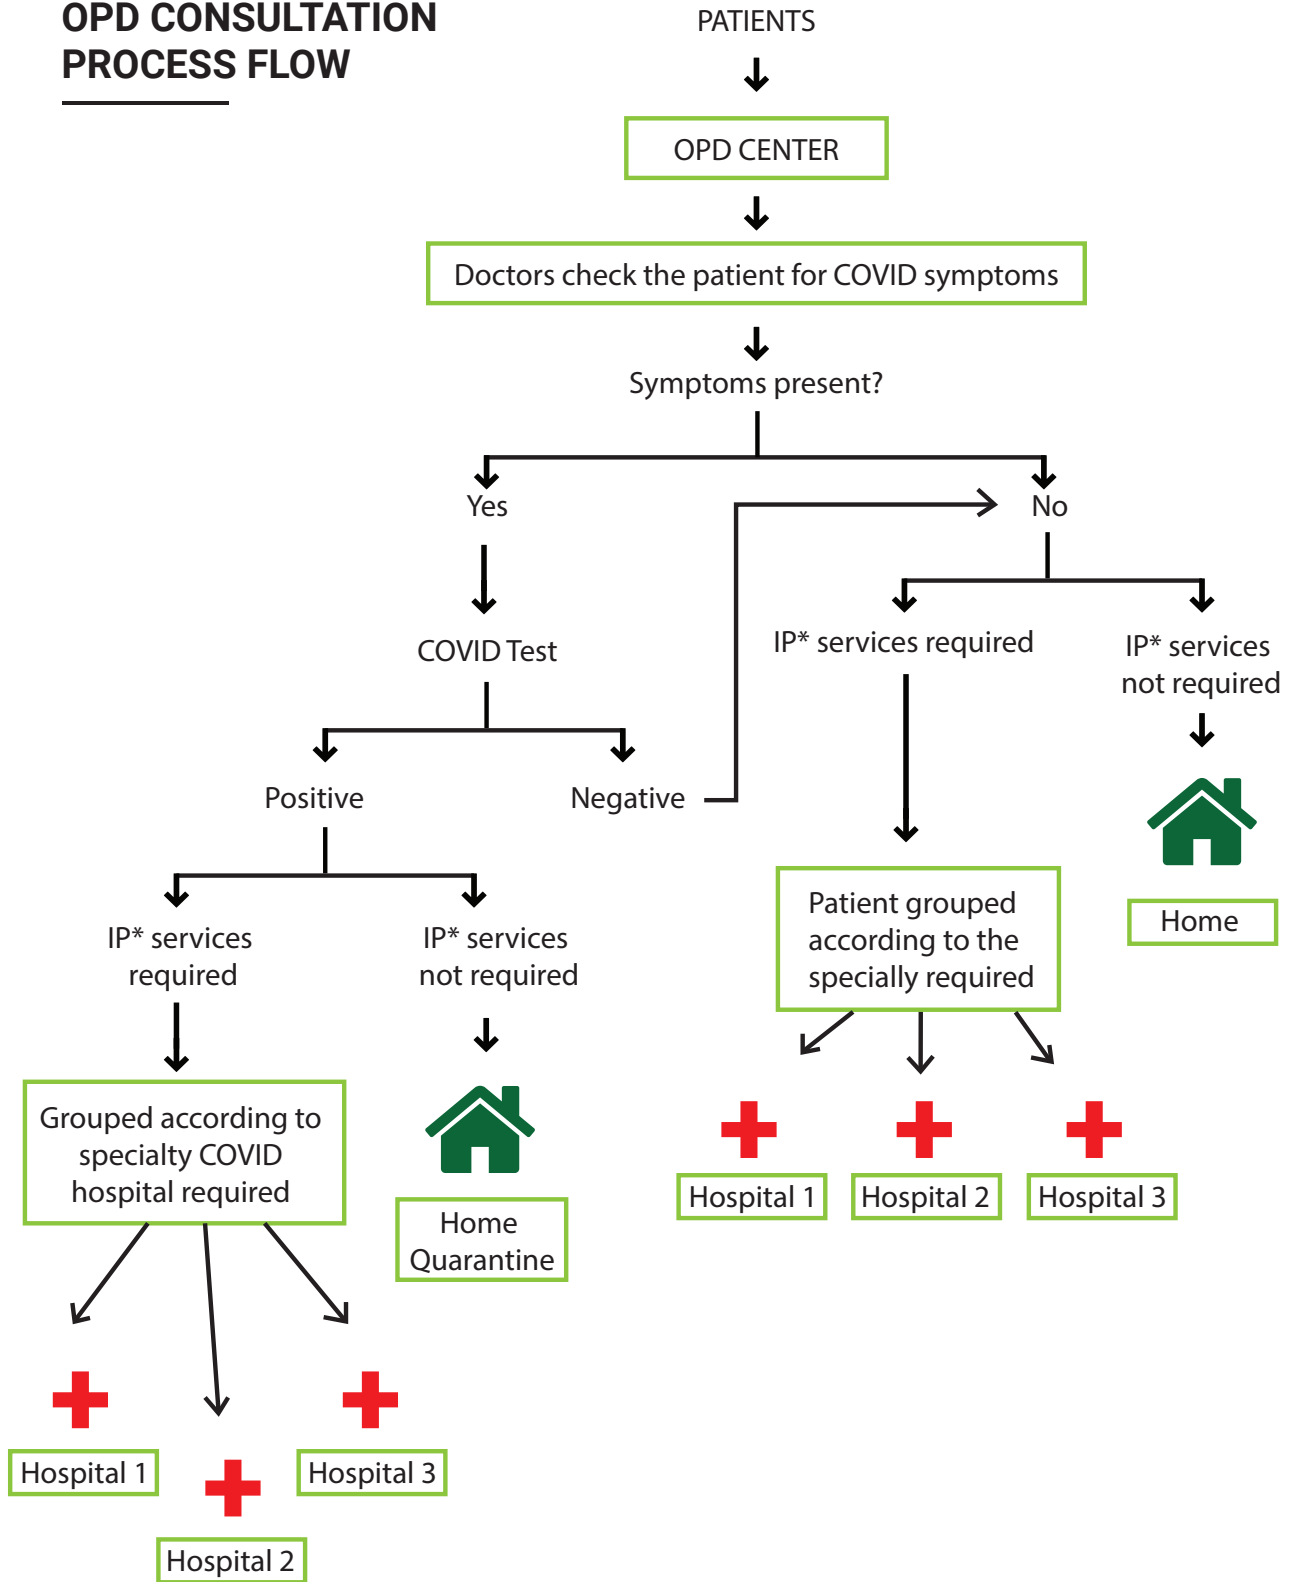 OPD CONSULTATION
PROCESS FLOW
PATIENTS
OPD CENTER
Doctors check the patient for COVID symptoms
Symptoms present?
Yes
No
COVID Test
IP* services required
IP* services
not required
Positive
Negative
Home
Patient grouped
according to the
specially required
IP* services
required
IP* services
not required
Grouped according to
specialty COVID
hospital required
Home
Quarantine
Hospital 1
Hospital 2
Hospital 3
Hospital 1
Hospital 3
Hospital 2